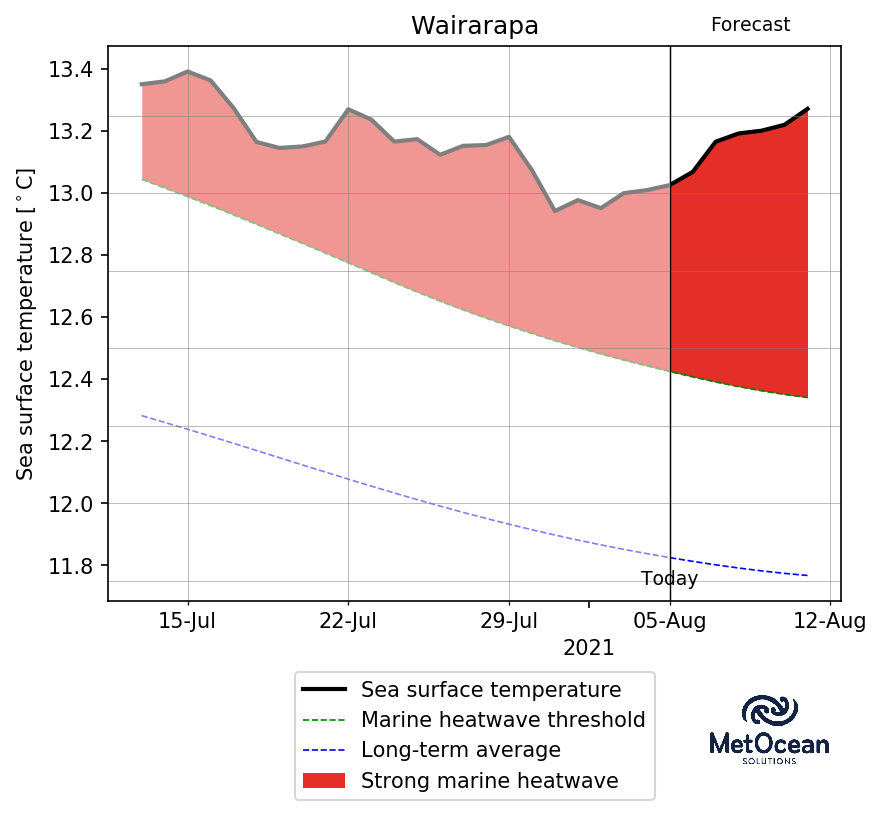 Wairarapa
Forecast
Sea surface temperature [°C]
13.4
13.2
13.0
12.8
12.6
12.4
12.2
12.0
11.8
Today
15-Jul
22-Jul
29-Jul
05-Aug
12-Aug
2021
Sea surface temperature
Marine heatwave threshold
Long-term average
Strong marine heatwave
MetOcean
SOLUTIONS